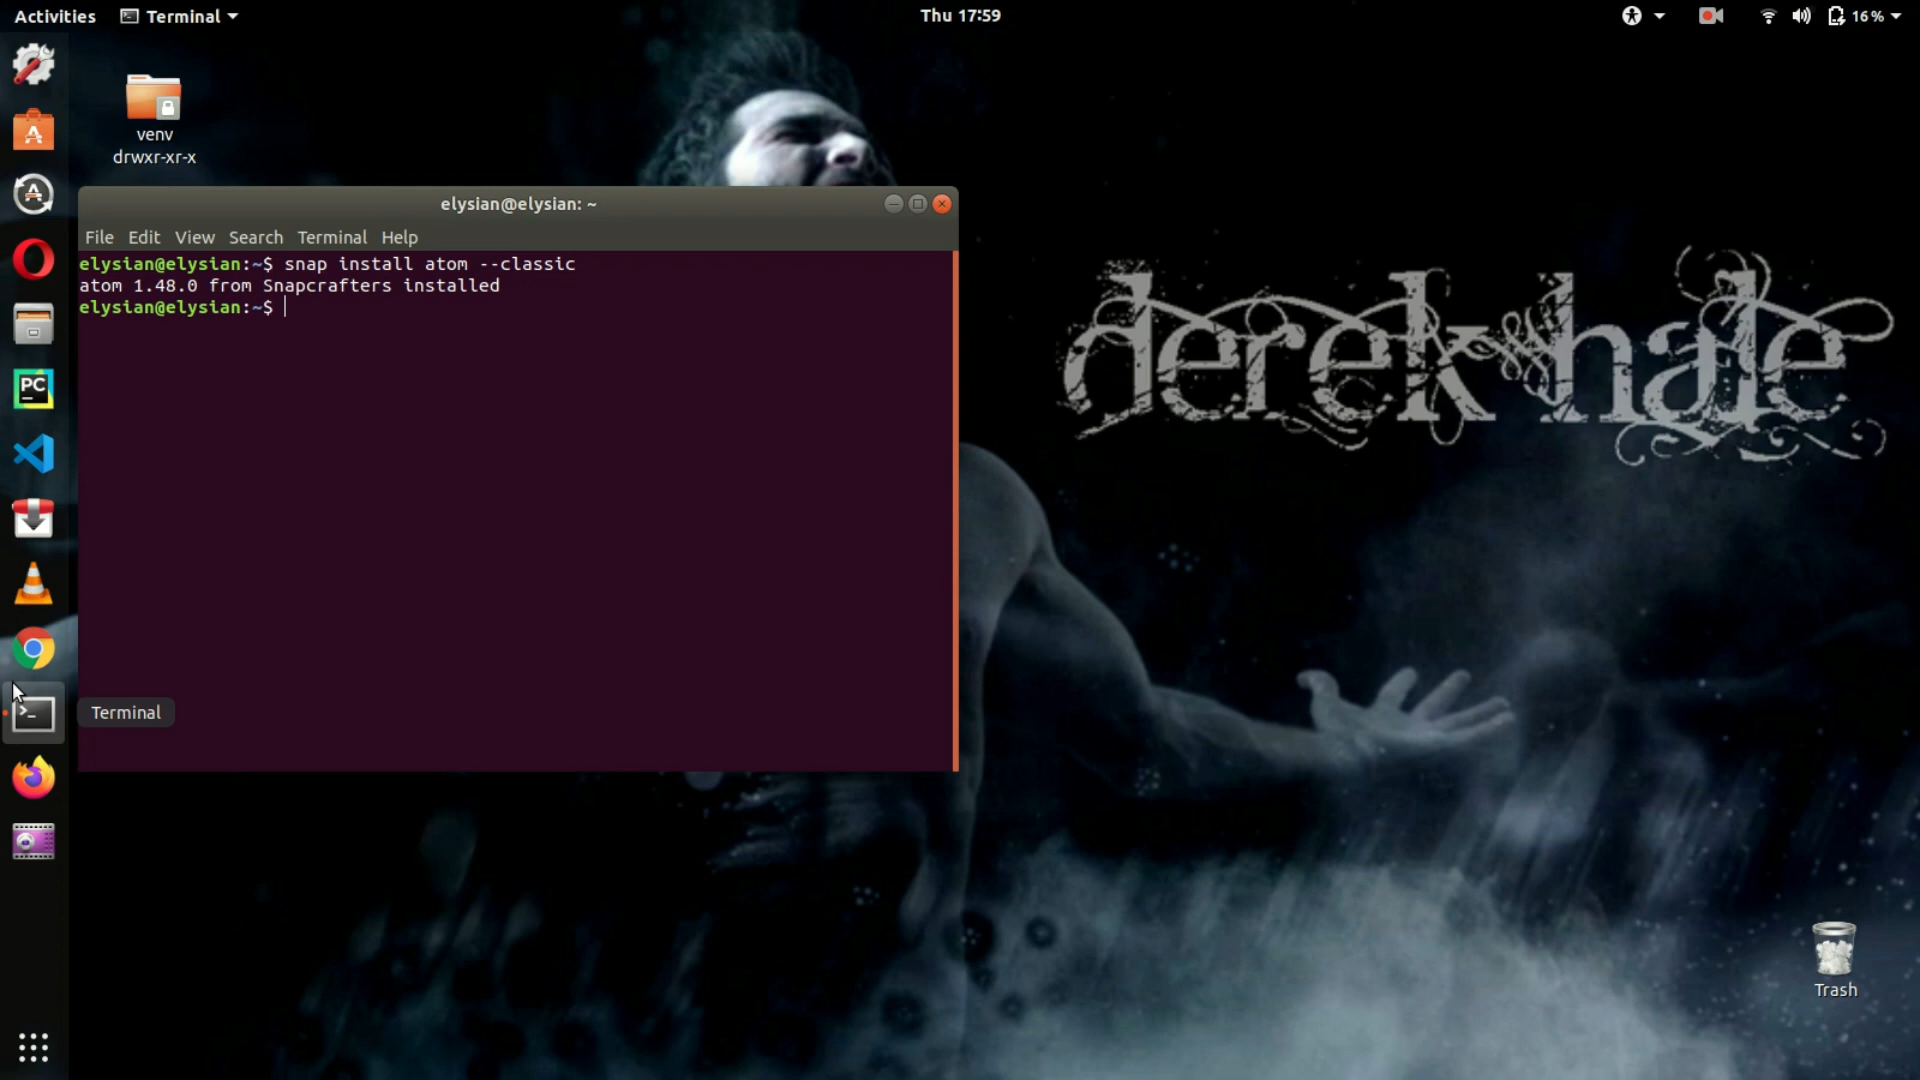 Activities Terminal Thu 17:59 16%
venv
drwxr-xr-x
elysian@elysian: ~
File Edit View Search Terminal Help
elysian@elysian:~$ snap install atom --classic
atom 1.48.0 from Snapcrafters installed
elysian@elysian:~$
derek hale
PC
Terminal
Trash